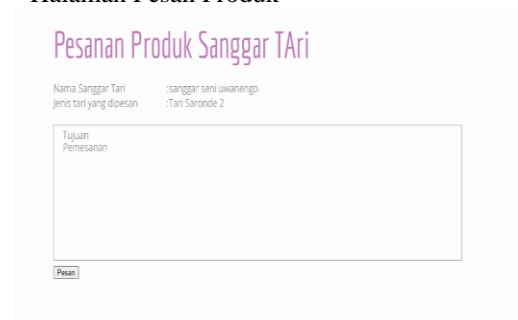 Halaman Pesan Produk
Pesanan Produk Sanggar TAri
Nama Sanggar Tari :sanggar seni uwanengo
Jenis tari yang dipesan :Tari Saronde 2
Tujuan
Pemesanan
Pesan